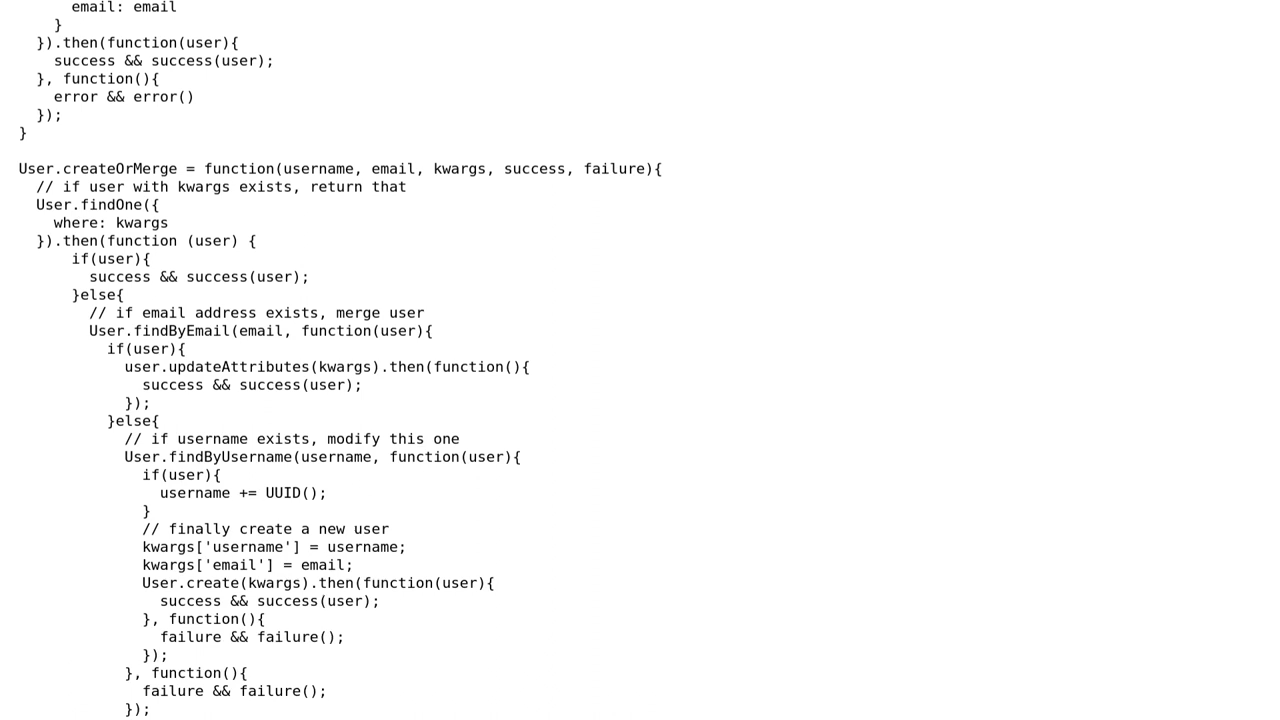 email: email
}
}).then(function(user){
success && success(user);
}, function(){
error && error()
});
}
User.createOrMerge = function(username, email, kwargs, success, failure){
// if user with kwargs exists, return that
User.findOne({
where: kwargs
}).then(function (user) {
if(user){
success && success(user);
}else{
// if email address exists, merge user
User.findByEmail(email, function(user){
if(user){
user.updateAttributes(kwargs).then(function(){
success && success(user);
});
}else{
// if username exists, modify this one
User.findByUsername(username, function(user){
if(user){
username += UUID();
}
// finally create a new user
kwargs['username'] = username;
kwargs['email'] = email;
User.create(kwargs).then(function(user){
success && success(user);
}, function(){
failure && failure();
});
}, function(){
failure && failure();
});